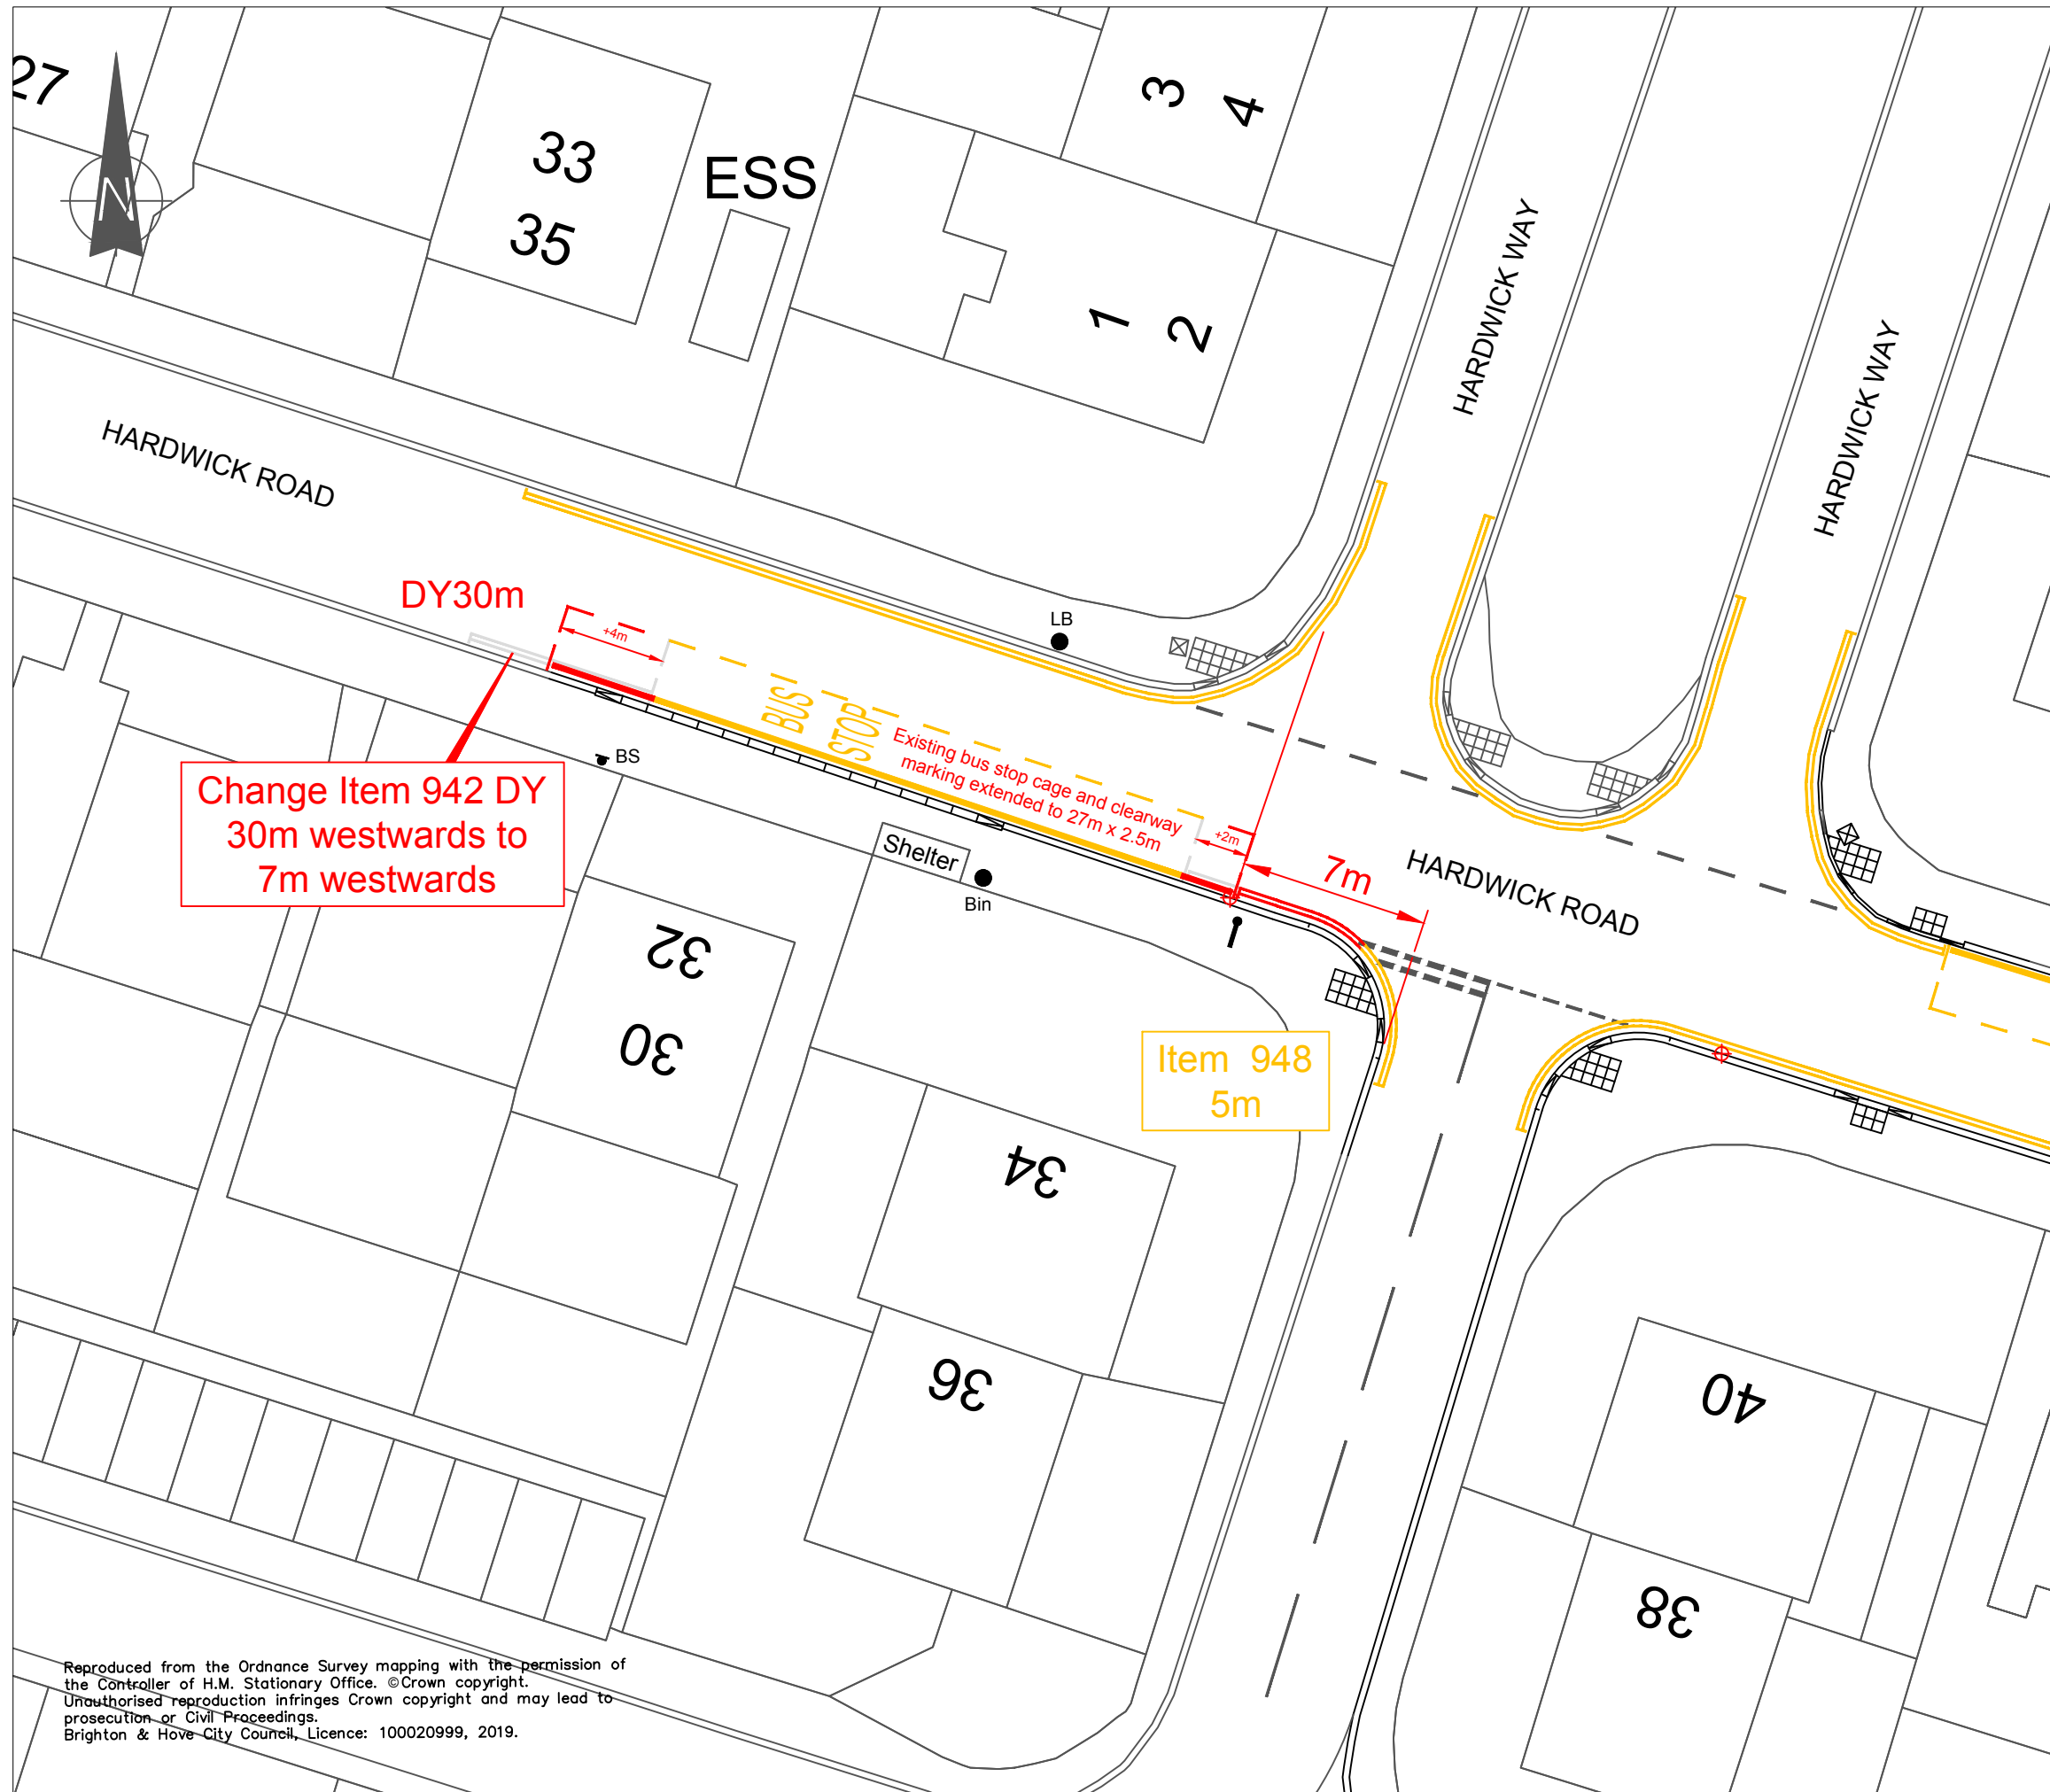 27
N
33
35
ESS
3
4
1
2
HARDWICK WAY
HARDWICK WAY
HARDWICK ROAD
DY30m
+4m
LB
BUS
STOP
Existing bus stop cage and clearway
marking extended to 27m x 2.5m
+2m
BS
Change Item 942 DY
30m westwards to
7m westwards
Shelter
Bin
7m
HARDWICK ROAD
32
30
Item 948
5m
34
36
40
38
Reproduced from the Ordnance Survey mapping with the permission of
the Controller of H.M. Stationary Office. ©Crown copyright.
Unauthorised reproduction infringes Crown copyright and may lead to
prosecution or Civil Proceedings.
Brighton & Hove City Council, Licence: 100020999, 2019.